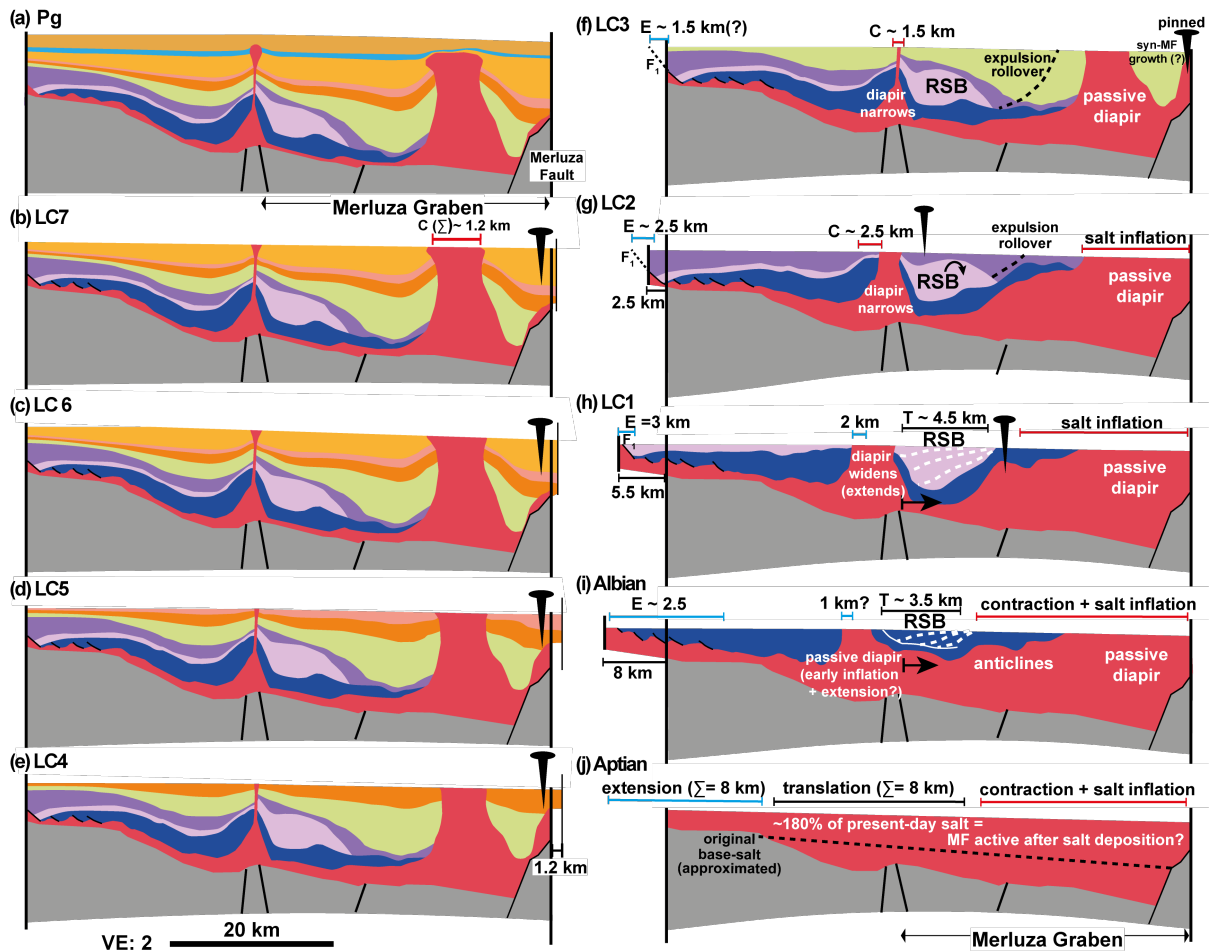 (a) Pg
Merluza
Fault
Merluza Graben
(b) LC7
C (∑)~ 1.2 km
(c) LC 6
(d) LC5
(e) LC4
1.2 km
20 km
VE: 2
(f) LC3
E ~ 1.5 km(?)
F1
C ~ 1.5 km
expulsion
rollover
pinned
syn-MF
growth (?)
RSB
diapir
narrows
passive
diapir
(g) LC2
E ~ 2.5 km
F1
C ~ 2.5 km
expulsion
rollover
salt inflation
RSB
diapir
narrows
passive
diapir
2.5 km
(h) LC1
E =3 km
F1
2 km
T ~ 4.5 km
RSB
salt inflation
diapir
widens
(extends)
passive
diapir
5.5 km
(i) Albian
E ~ 2.5
1 km?
T ~ 3.5 km
RSB
contraction + salt inflation
8 km
passive diapir
(early inflation
+ extension?)
anticlines
passive
diapir
(j) Aptian
extension (∑= 8 km)
translation (∑= 8 km)
contraction + salt inflation
~180% of present-day salt =
MF active after salt deposition?
original
base-salt
(approximated)
Merluza Graben